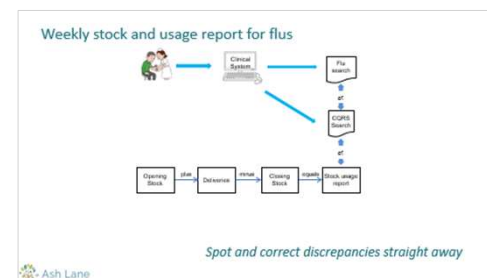 Weekly stock and usage report for flus
Clinical
System
Flu
search
CQRS
Search
Opening
Stock
plus
Deliveries
minus
Closing
Stock
equals
Stock usage
report
Spot and correct discrepancies straight away
Ash Lane